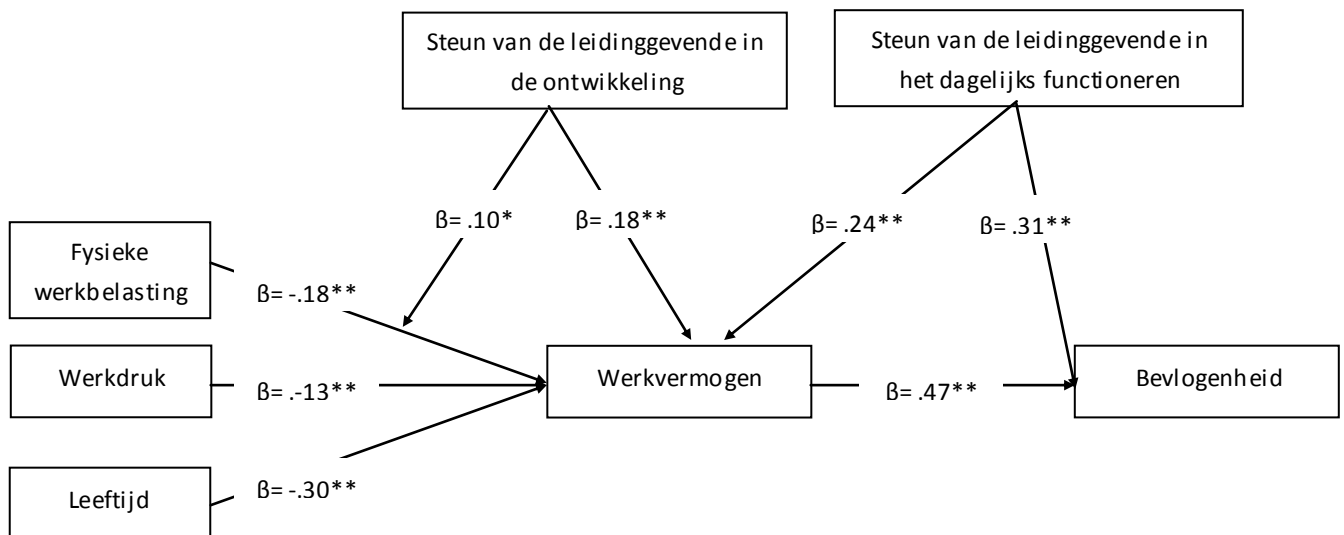 Steun van de leidinggevende in
de ontwikkeling
Steun van de leidinggevende in
het dagelijks functioneren
β= .10*
β= .18**
β= .24**
β= .31**
Fysieke
werkbelasting
β= -.18**
Werkdruk
β= .-13**
Werkvermogen
β= .47**
Bevlogenheid
Leeftijd
β= -.30**